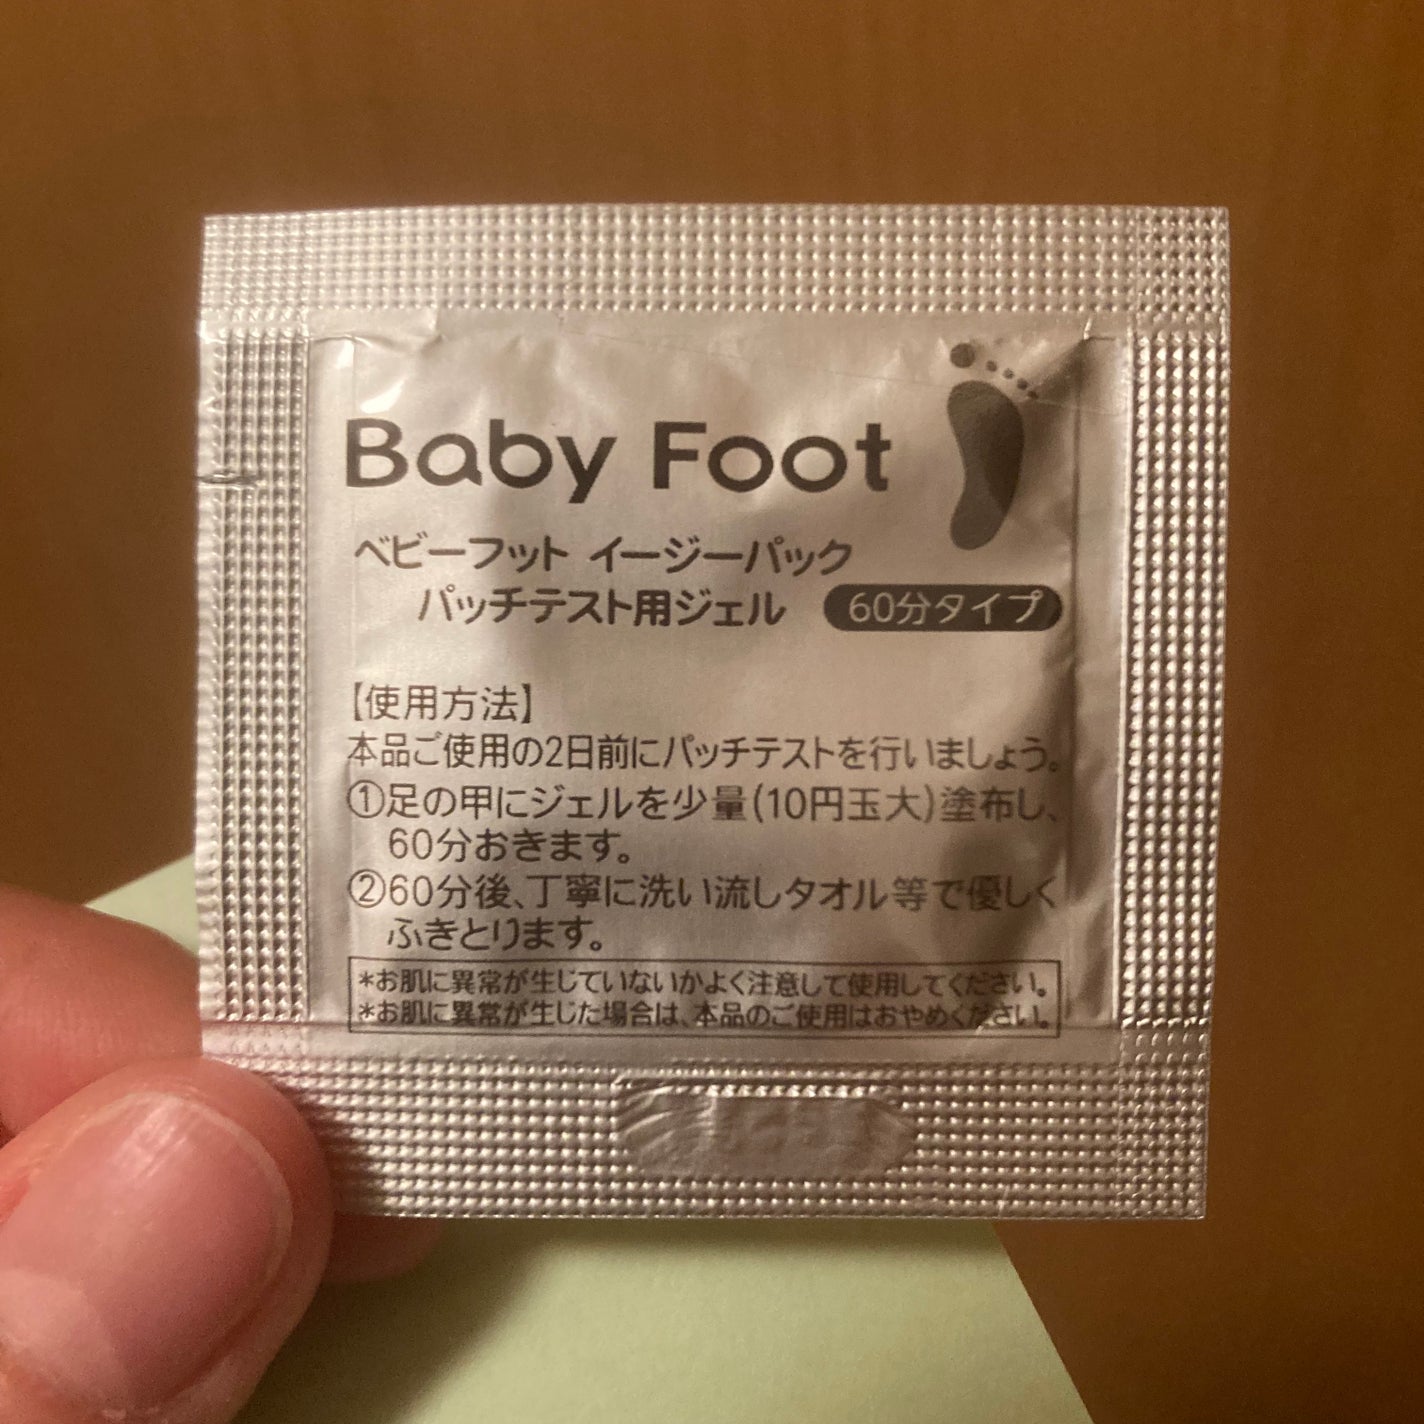 Baby Foot
ベビーフット イージーパック
パッチテスト用ジェル 60分タイプ
【使用方法】
本品ご使用の2日前にパッチテストを行いましょう。
①足の甲にジェルを少量(10円玉大)塗布し、
60分おきます。
②60分後、丁寧に洗い流しタオル等で優しく
ふきとります。
*お肌に異常が生じていないかよく注意して使用してください。
*お肌に異常が生じた場合は、本品のご使用はおやめください。